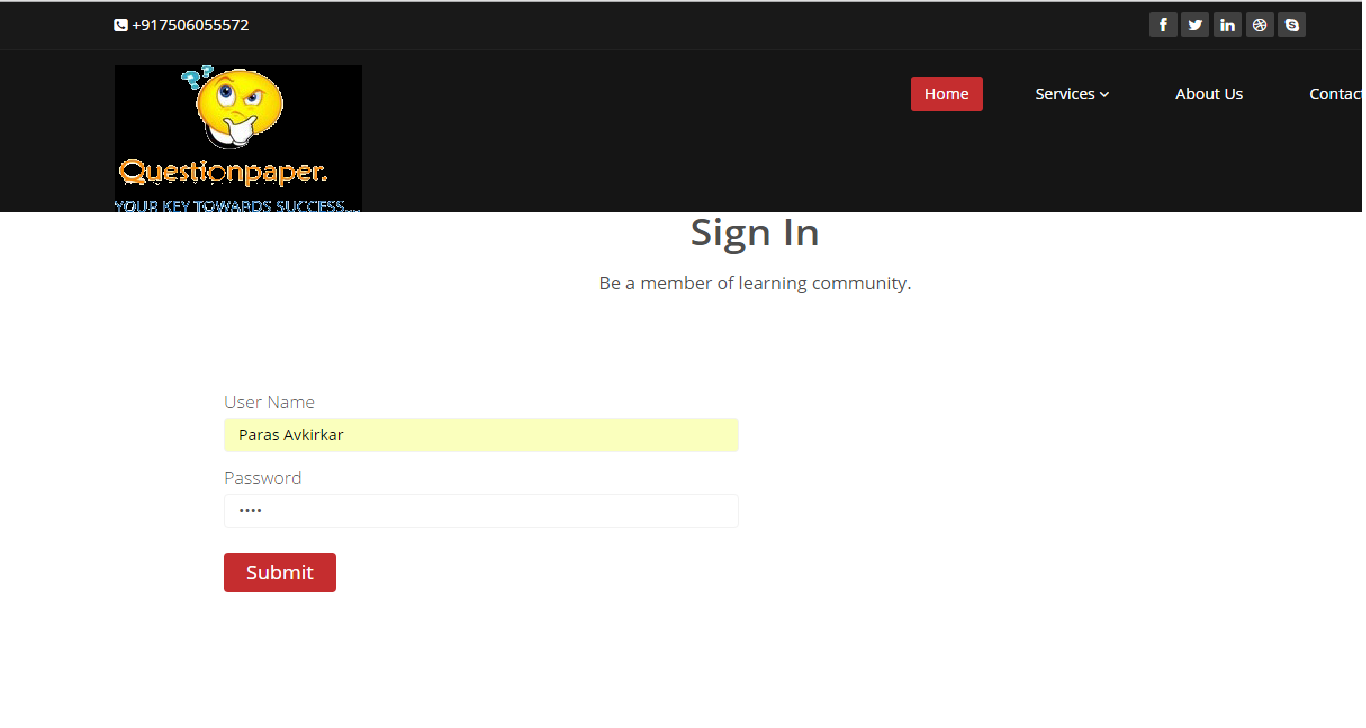 +917506055572
Home Services About Us Contact
Questionpaper.
YOUR KEY TOWARDS SUCCESS...
Sign In
Be a member of learning community.
User Name
Paras Avkirkar
Password
••••
Submit